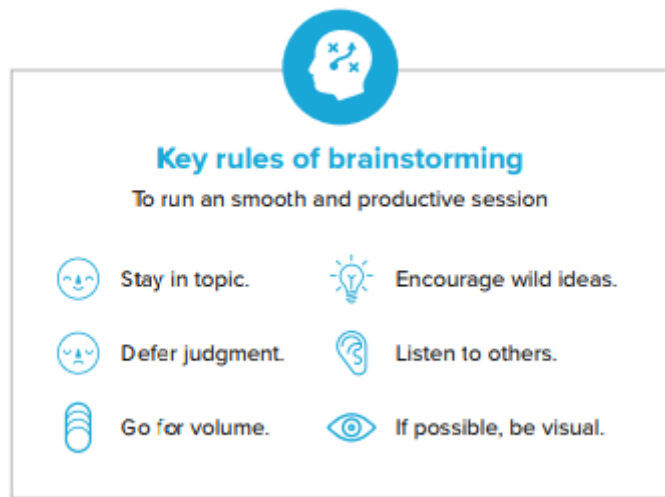 Key rules of brainstorming
To run an smooth and productive session
Stay in topic.
Encourage wild ideas.
Defer judgment.
Listen to others.
Go for volume.
If possible, be visual.